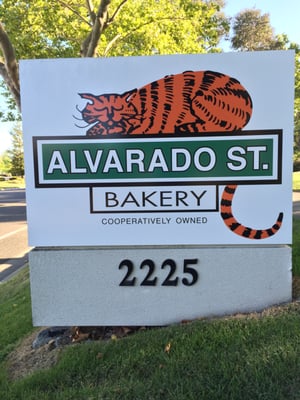 ALVARADO ST.
BAKERY
COOPERATIVELY OWNED
2225